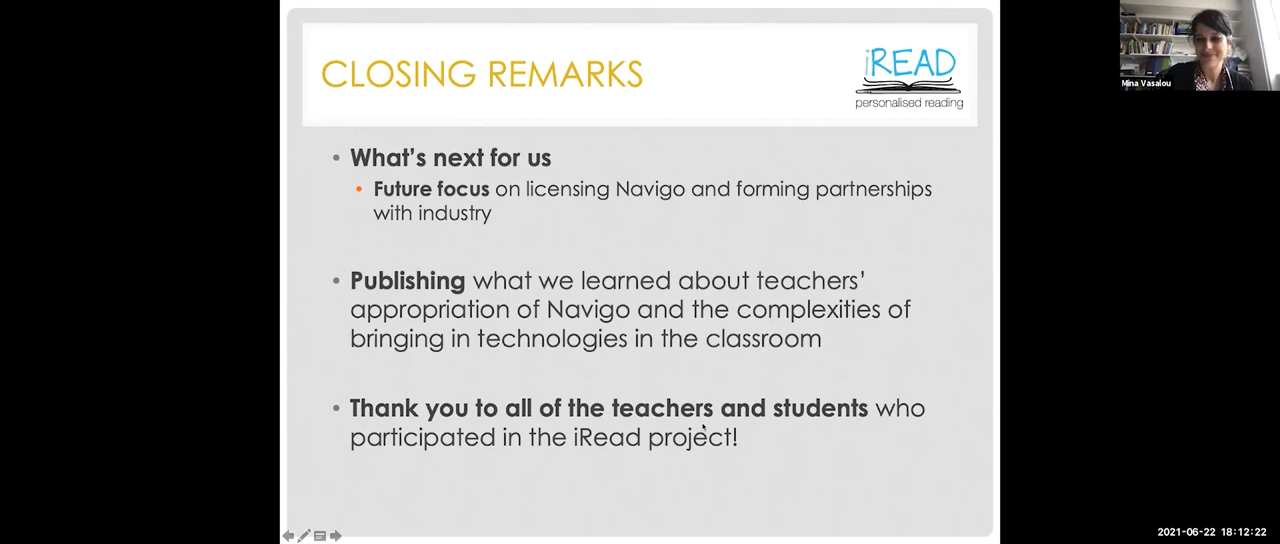 CLOSING REMARKS
iREAD
personalised reading
Mina Vasalou
• What's next for us
• Future focus on licensing Navigo and forming partnerships
with industry
• Publishing what we learned about teachers'
appropriation of Navigo and the complexities of
bringing in technologies in the classroom
• Thank you to all of the teachers and students who
participated in the iRead project!
2021-06-22 18:12:22